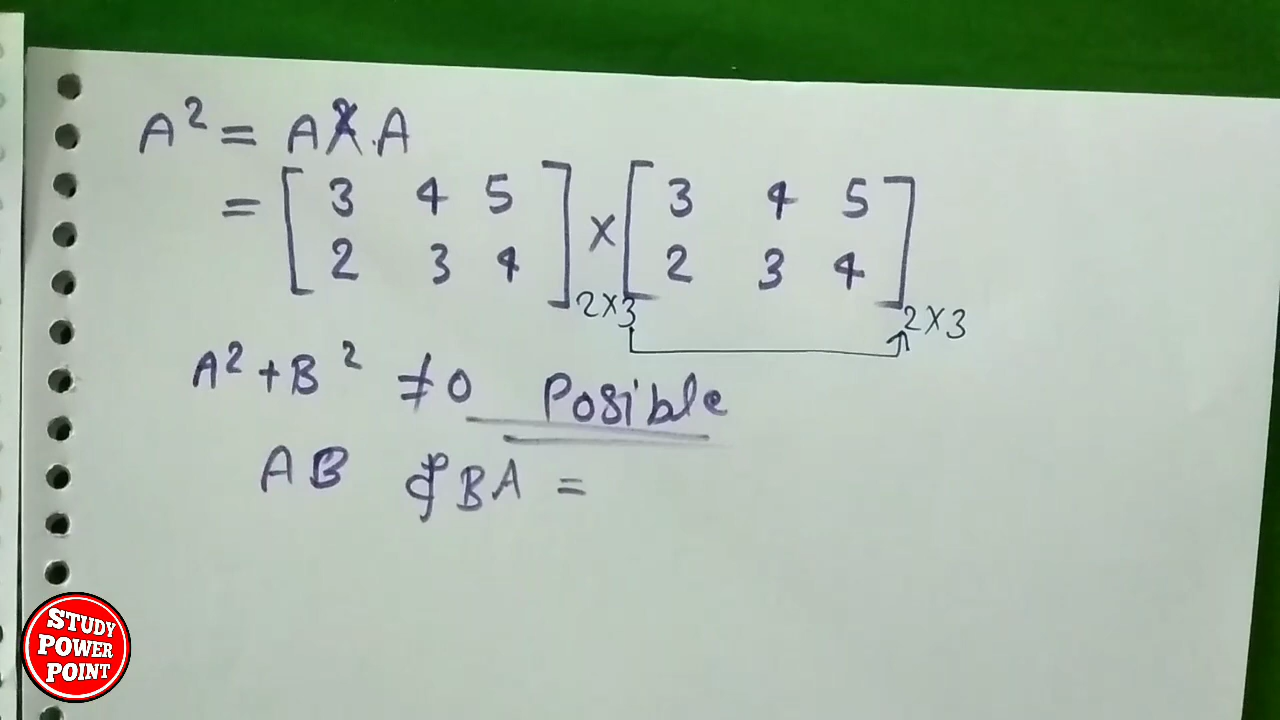 A² = A . A
= [ 3 4 5
2 3 4 ] 2×3 × [ 3 4 5
2 3 4 ] 2×3
A² + B² ≠ 0 Posible
AB & BA =
STUDY
POWER
POINT